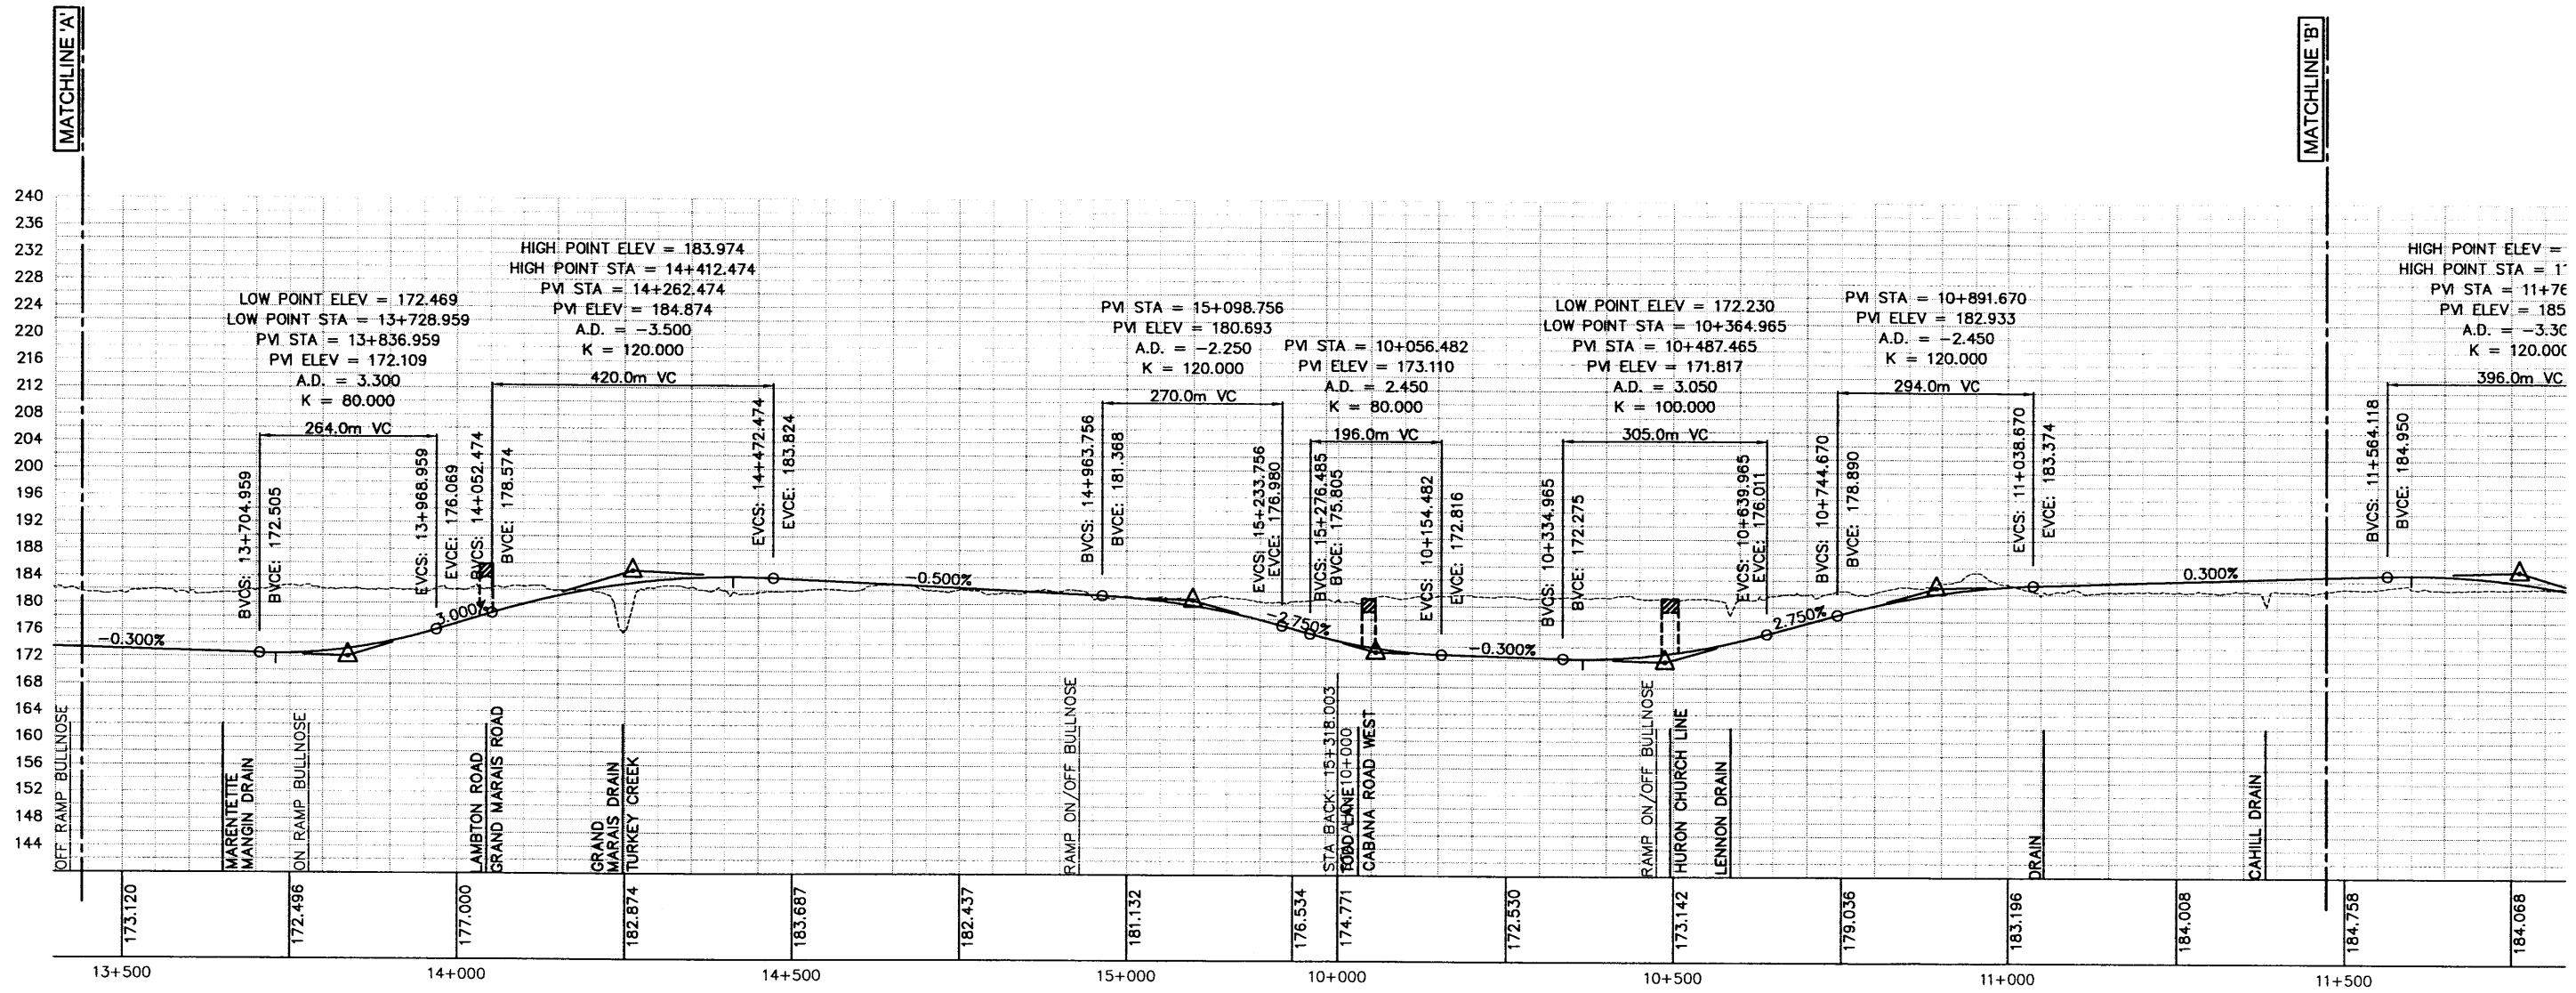 MATCHLINE 'A'
MATCHLINE 'B'
240
236
232
228
224
220
216
212
208
204
200
196
192
188
184
180
176
172
168
164
160
156
152
148
144
LOW POINT ELEV = 172.469
LOW POINT STA = 13+728.959
PVI STA = 13+836.959
PVI ELEV = 172.109
A.D. = 3.300
K = 80.000
264.0m VC
BVCS: 13+704.959
BVCE: 172.505
EVCS: 13+968.959
EVCE: 176.069
HIGH POINT ELEV = 183.974
HIGH POINT STA = 14+412.474
PVI STA = 14+262.474
PVI ELEV = 184.874
A.D. = -3.500
K = 120.000
420.0m VC
BVCS: 14+052.474
BVCE: 178.574
EVCS: 14+472.474
EVCE: 183.824
PVI STA = 15+098.756
PVI ELEV = 180.693
A.D. = -2.250
K = 120.000
270.0m VC
BVCS: 14+963.756
BVCE: 181.368
EVCS: 15+233.756
EVCE: 176.980
PVI STA = 10+056.482
PVI ELEV = 173.110
A.D. = 2.450
K = 80.000
196.0m VC
BVCS: 15+276.485
BVCE: 175.805
EVCS: 10+154.482
EVCE: 172.816
LOW POINT ELEV = 172.230
LOW POINT STA = 10+364.965
PVI STA = 10+487.465
PVI ELEV = 171.817
A.D. = 3.050
K = 100.000
305.0m VC
BVCS: 10+334.965
BVCE: 172.275
EVCS: 10+639.965
EVCE: 176.011
PVI STA = 10+891.670
PVI ELEV = 182.933
A.D. = -2.450
K = 120.000
294.0m VC
BVCS: 10+744.670
BVCE: 178.890
EVCS: 11+038.670
EVCE: 183.374
HIGH POINT ELEV =
HIGH POINT STA = 1
PVI STA = 11+76
PVI ELEV = 185
A.D. = -3.30
K = 120.000
396.0m VC
BVCS: 11+564.118
BVCE: 184.950
-0.300%
3.000%
-0.500%
-2.750%
-0.300%
2.750%
0.300%
OFF RAMP BULLNOSE
MARENTETTE
MANGIN DRAIN
ON RAMP BULLNOSE
LAMBTON ROAD
GRAND MARAIS ROAD
GRAND
MARAIS DRAIN
TURKEY CREEK
RAMP ON/OFF BULLNOSE
STA BACK: 15+318.003
10+000
CABANA ROAD WEST
RAMP ON/OFF BULLNOSE
HURON CHURCH LINE
LENNON DRAIN
DRAIN
CAHILL DRAIN
173.120
172.496
177.000
182.874
183.687
182.437
181.132
176.534
174.771
172.530
173.142
179.036
183.196
184.008
184.758
184.068
13+500
14+000
14+500
15+000
10+000
10+500
11+000
11+500